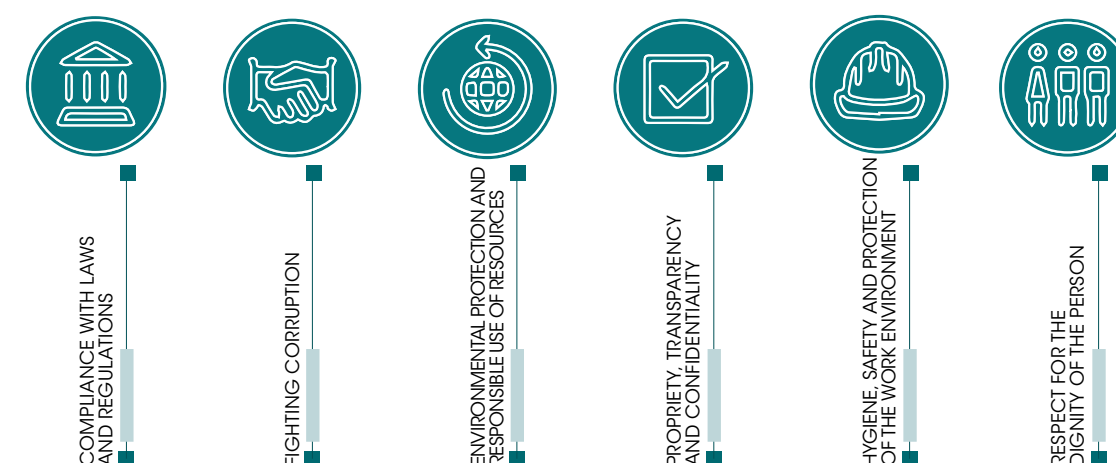 COMPLIANCE WITH LAWS
AND REGULATIONS
FIGHTING CORRUPTION
ENVIRONMENTAL PROTECTION AND
RESPONSIBLE USE OF RESOURCES
PROPRIETY, TRANSPARENCY
AND CONFIDENTIALITY
HYGIENE, SAFETY AND PROTECTION
OF THE WORK ENVIRONMENT
RESPECT FOR THE
DIGNITY OF THE PERSON